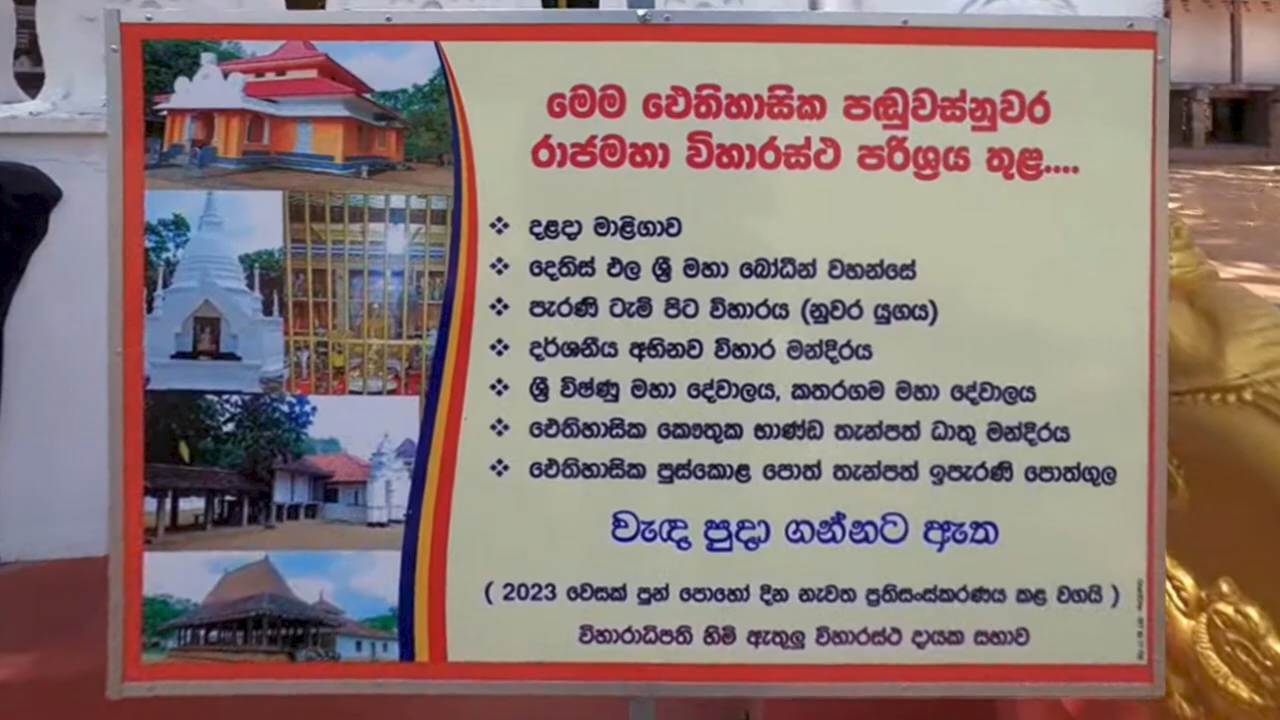 මෙම ඓතිහාසික පඬුවස්නුවර
රාජමහා විහාරස්ථ පරිශ්‍රය තුළ....
❖ දළදා මාළිගාව
❖ දෙතිස් ඵල ශ්‍රී මහා බෝධීන් වහන්සේ
❖ පැරණි ටැම් පිට විහාරය (නුවර යුගය)
❖ දර්ශනීය අභිනව විහාර මන්දිරය
❖ ශ්‍රී විෂ්ණු මහා දේවාලය, කතරගම මහා දේවාලය
❖ ඓතිහාසික කෞතුක භාණ්ඩ තැන්පත් ධාතු මන්දිරය
❖ ඓතිහාසික පුස්කොළ පොත් තැන්පත් ඉපැරණි පොත්ගුල
වැඳ පුදා ගන්නට ඇත
( 2023 වෙසක් පුන් පොහෝ දින නැවත ප්‍රතිසංස්කරණය කළ වගයි )
විහාරාධිපති හිමි ඇතුලු විහාරස්ථ දායක සභාව